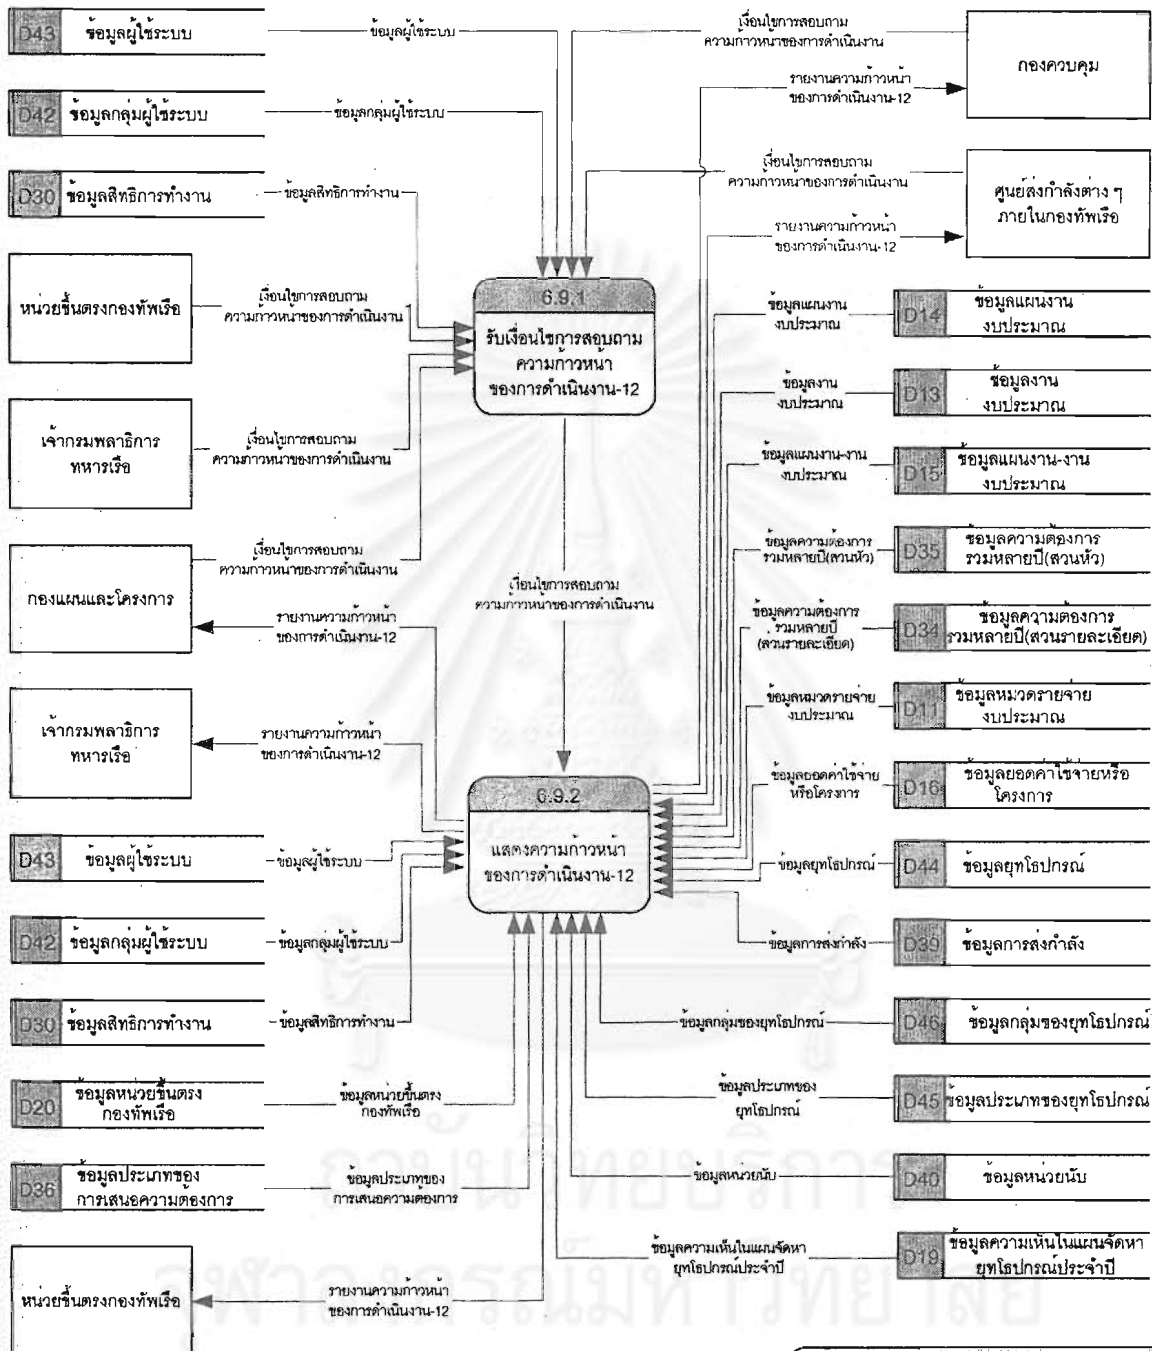 D43 ข้อมูลผู้ใช้ระบบ
ข้อมูลผู้ใช้ระบบ
เงื่อนไขการสอบถาม
ความก้าวหน้าของการดำเนินงาน
กองควบคุม
รายงานความก้าวหน้า
ของการดำเนินงาน-12
D42 ข้อมูลกลุ่มผู้ใช้ระบบ
ข้อมูลกลุ่มผู้ใช้ระบบ
D30 ข้อมูลสิทธิการทำงาน
ข้อมูลสิทธิการทำงาน
เงื่อนไขการสอบถาม
ความก้าวหน้าของการดำเนินงาน
ศูนย์ส่งกำลังต่าง ๆ
ภายในกองทัพเรือ
รายงานความก้าวหน้า
ของการดำเนินงาน-12
หน่วยขึ้นตรงกองทัพเรือ
เงื่อนไขการสอบถาม
ความก้าวหน้าของการดำเนินงาน
6.9.1
รับเงื่อนไขการสอบถาม
ความก้าวหน้า
ของการดำเนินงาน-12
ข้อมูลแผนงาน
งบประมาณ
D14 ข้อมูลแผนงาน
งบประมาณ
ข้อมูลงาน
งบประมาณ
D13 ข้อมูลงาน
งบประมาณ
เจ้ากรมพลาธิการ
ทหารเรือ
เงื่อนไขการสอบถาม
ความก้าวหน้าของการดำเนินงาน
ข้อมูลแผนงาน-งาน
งบประมาณ
D15 ข้อมูลแผนงาน-งาน
งบประมาณ
กองแผนและโครงการ
เงื่อนไขการสอบถาม
ความก้าวหน้าของการดำเนินงาน
รายงานความก้าวหน้า
ของการดำเนินงาน-12
เงื่อนไขการสอบถาม
ความก้าวหน้าของการดำเนินงาน
ข้อมูลความต้องการ
รวมหลายปี(ส่วนหัว)
D35 ข้อมูลความต้องการ
รวมหลายปี(ส่วนหัว)
ข้อมูลความต้องการ
รวมหลายปี
(ส่วนรายละเอียด)
D34 ข้อมูลความต้องการ
รวมหลายปี(ส่วนรายละเอียด)
เจ้ากรมพลาธิการ
ทหารเรือ
รายงานความก้าวหน้า
ของการดำเนินงาน-12
ข้อมูลหมวดรายจ่าย
งบประมาณ
D11 ข้อมูลหมวดรายจ่าย
งบประมาณ
6.9.2
แสดงความก้าวหน้า
ของการดำเนินงาน-12
ข้อมูลยอดค่าใช้จ่าย
หรือโครงการ
D16 ข้อมูลยอดค่าใช้จ่ายหรือ
โครงการ
D43 ข้อมูลผู้ใช้ระบบ
ข้อมูลผู้ใช้ระบบ
ข้อมูลยุทโธปกรณ์
D44 ข้อมูลยุทโธปกรณ์
D42 ข้อมูลกลุ่มผู้ใช้ระบบ
ข้อมูลกลุ่มผู้ใช้ระบบ
ข้อมูลการส่งกำลัง
D39 ข้อมูลการส่งกำลัง
D30 ข้อมูลสิทธิการทำงาน
ข้อมูลสิทธิการทำงาน
ข้อมูลกลุ่มของยุทโธปกรณ์
D46 ข้อมูลกลุ่มของยุทโธปกรณ์
D20 ข้อมูลหน่วยขึ้นตรง
กองทัพเรือ
ข้อมูลหน่วยขึ้นตรง
กองทัพเรือ
ข้อมูลประเภทของ
ยุทโธปกรณ์
D45 ข้อมูลประเภทของยุทโธปกรณ์
D36 ข้อมูลประเภทของ
การเสนอความต้องการ
ข้อมูลประเภทของ
การเสนอความต้องการ
ข้อมูลหน่วยนับ
D40 ข้อมูลหน่วยนับ
ข้อมูลความเห็นในแผนจัดหา
ยุทโธปกรณ์ประจำปี
D19 ข้อมูลความเห็นในแผนจัดหา
ยุทโธปกรณ์ประจำปี
หน่วยขึ้นตรงกองทัพเรือ
รายงานความก้าวหน้า
ของการดำเนินงาน-12
สถาบันวิทยบริการ
จุฬาลงกรณ์มหาวิทยาลัย